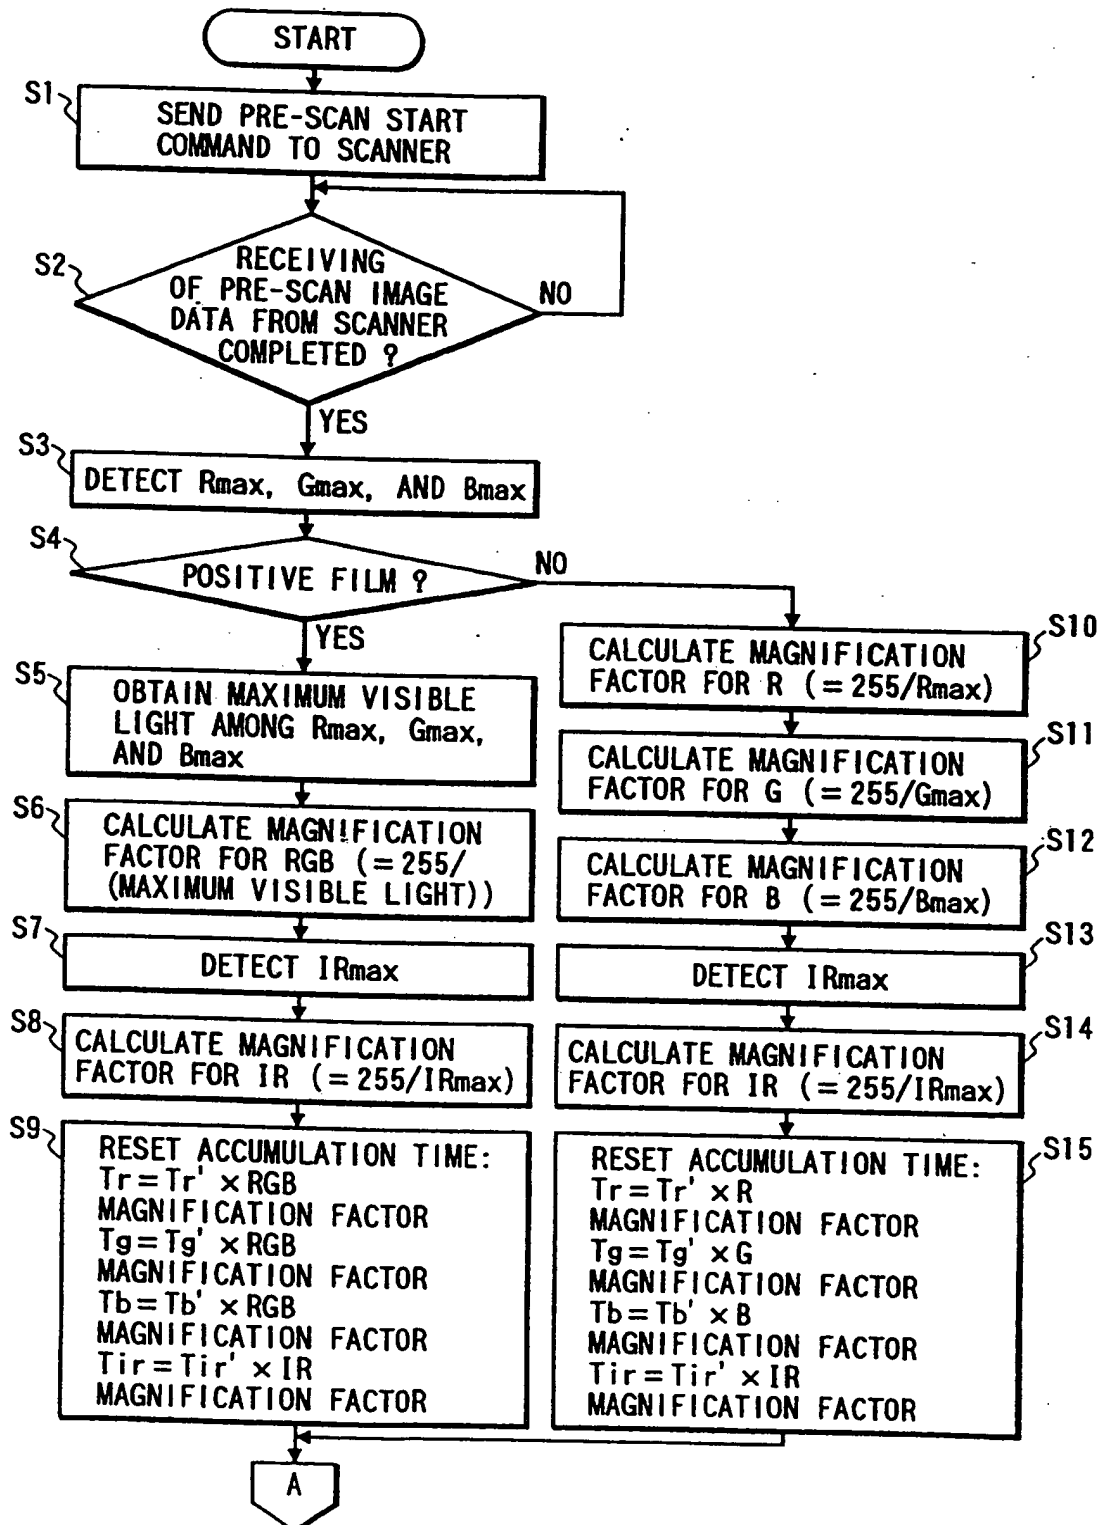 START
S1
SEND PRE-SCAN START
COMMAND TO SCANNER
S2
RECEIVING
OF PRE-SCAN IMAGE
DATA FROM SCANNER
COMPLETED ?
NO
YES
S3
DETECT Rmax, Gmax, AND Bmax
S4
POSITIVE FILM ?
NO
YES
S5
OBTAIN MAXIMUM VISIBLE
LIGHT AMONG Rmax, Gmax,
AND Bmax
S6
CALCULATE MAGNIFICATION
FACTOR FOR RGB (=255/
(MAXIMUM VISIBLE LIGHT))
S7
DETECT IRmax
S8
CALCULATE MAGNIFICATION
FACTOR FOR IR (=255/IRmax)
S9
RESET ACCUMULATION TIME:
Tr=Tr' ×RGB
MAGNIFICATION FACTOR
Tg=Tg' ×RGB
MAGNIFICATION FACTOR
Tb=Tb' ×RGB
MAGNIFICATION FACTOR
Tir=Tir' ×IR
MAGNIFICATION FACTOR
S10
CALCULATE MAGNIFICATION
FACTOR FOR R (=255/Rmax)
S11
CALCULATE MAGNIFICATION
FACTOR FOR G (=255/Gmax)
S12
CALCULATE MAGNIFICATION
FACTOR FOR B (=255/Bmax)
S13
DETECT IRmax
S14
CALCULATE MAGNIFICATION
FACTOR FOR IR (=255/IRmax)
S15
RESET ACCUMULATION TIME:
Tr=Tr' ×R
MAGNIFICATION FACTOR
Tg=Tg' ×G
MAGNIFICATION FACTOR
Tb=Tb' ×B
MAGNIFICATION FACTOR
Tir=Tir' ×IR
MAGNIFICATION FACTOR
A